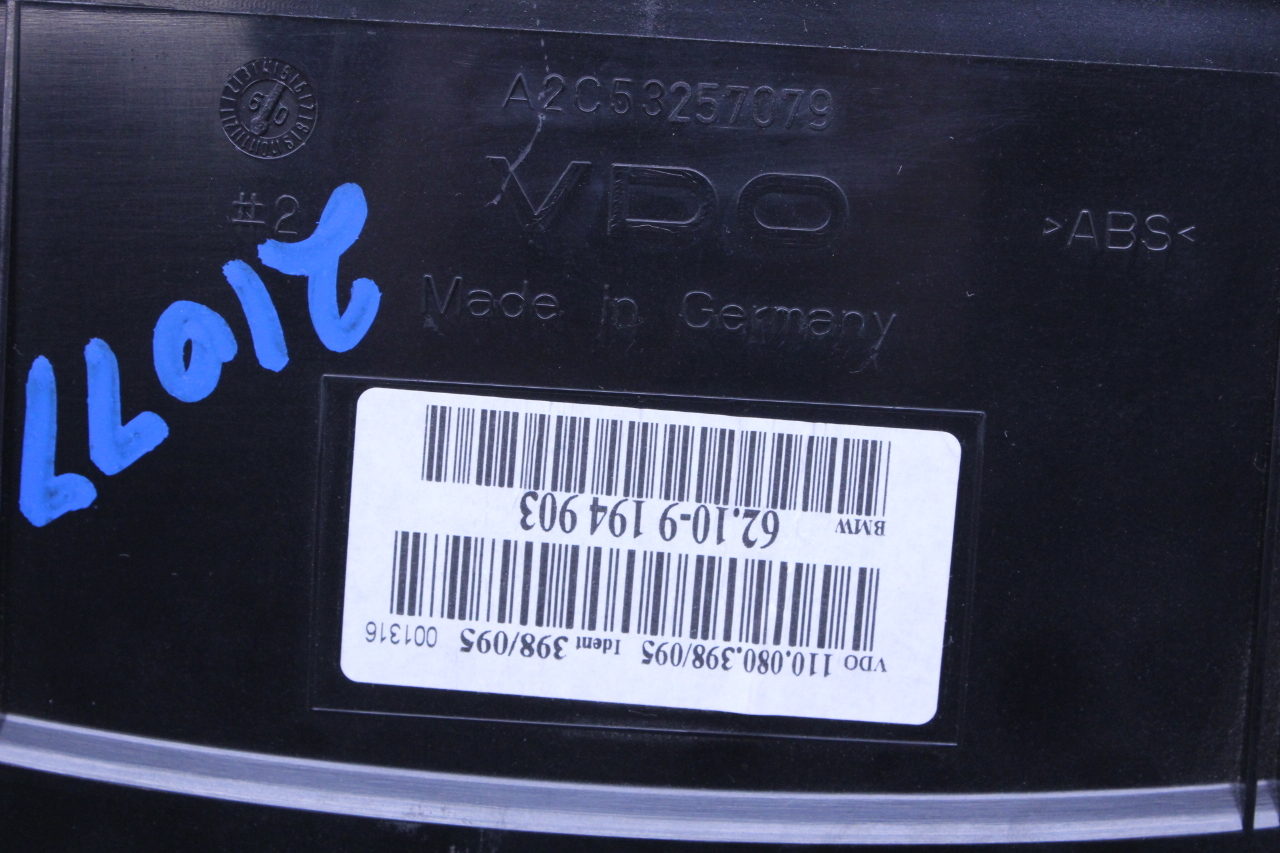 A2C53257079
VDO
#2
>ABS<
Made in Germany
21077
VDO 110.080.398/095 Ident 398/095 001316
BMW 62.10-9 194 903